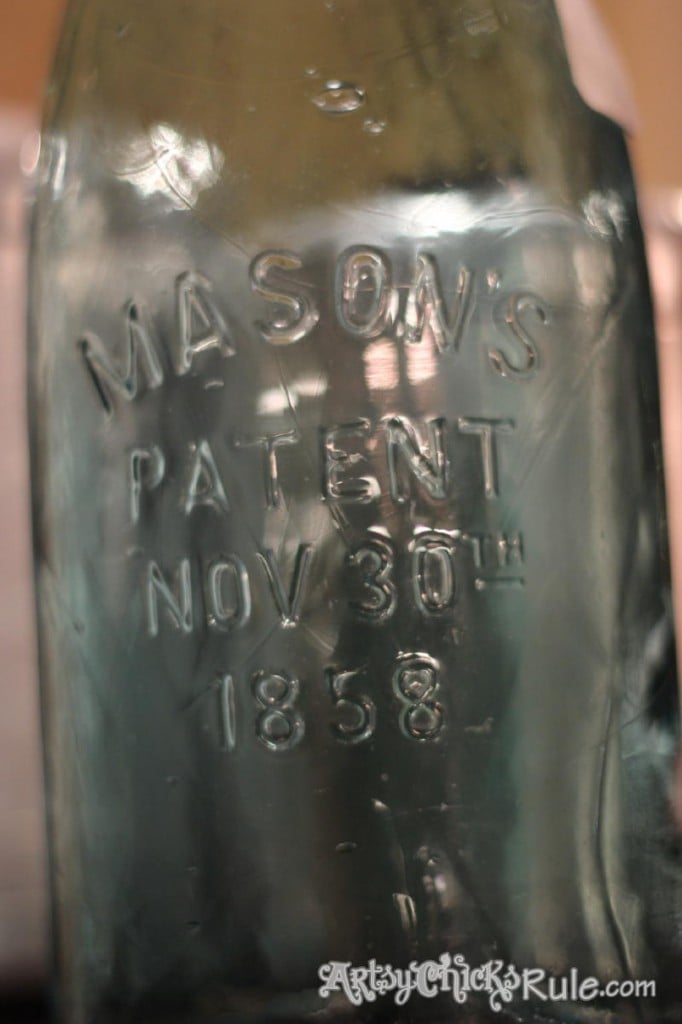 MASON'S
PATENT
NOV 30TH
1858
ArtsyChicksRule.com